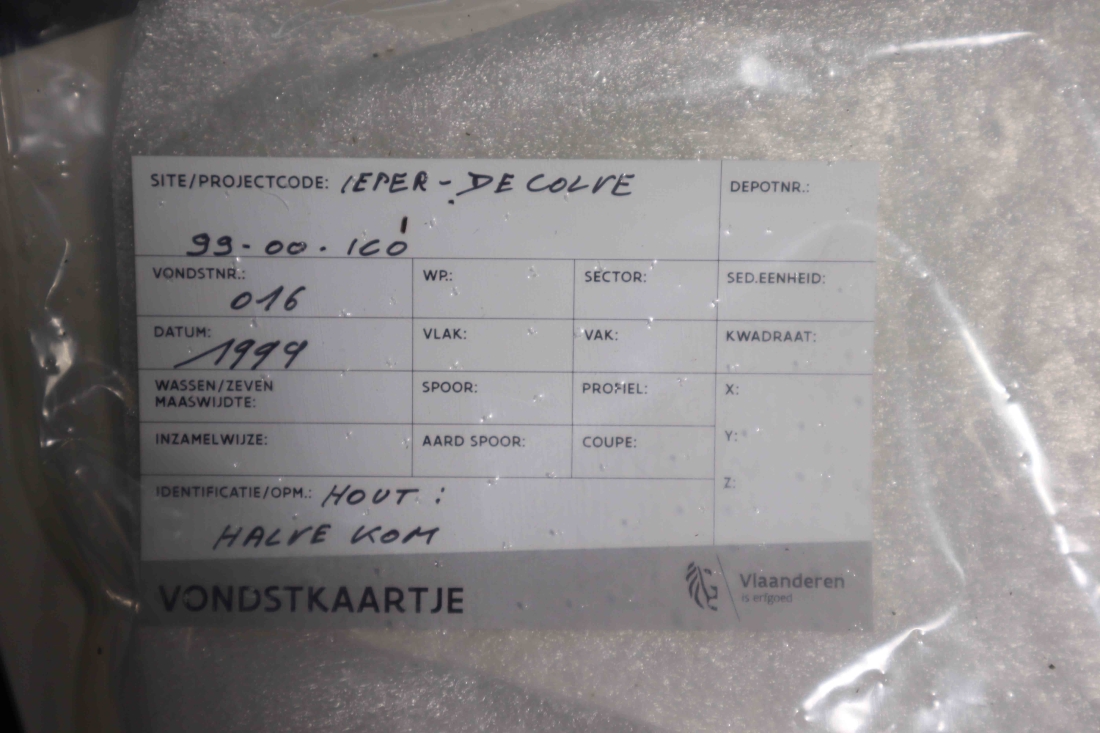 SITE/PROJECTCODE: IEPER - DE COLVE
DEPOTNR.:
99-00. ICO
VONDSTNR.: 016
WP.:
SECTOR:
SED.EENHEID:
DATUM: 1999
VLAK:
VAK:
KWADRAAT:
WASSEN/ZEVEN
MAASWIJDTE:
SPOOR:
PROFIEL:
X:
INZAMELWIJZE:
AARD SPOOR:
COUPE:
Y:
Z:
IDENTIFICATIE/OPM.: HOUT :
HALVE KOM
VONDSTKAARTJE
Vlaanderen
is erfgoed